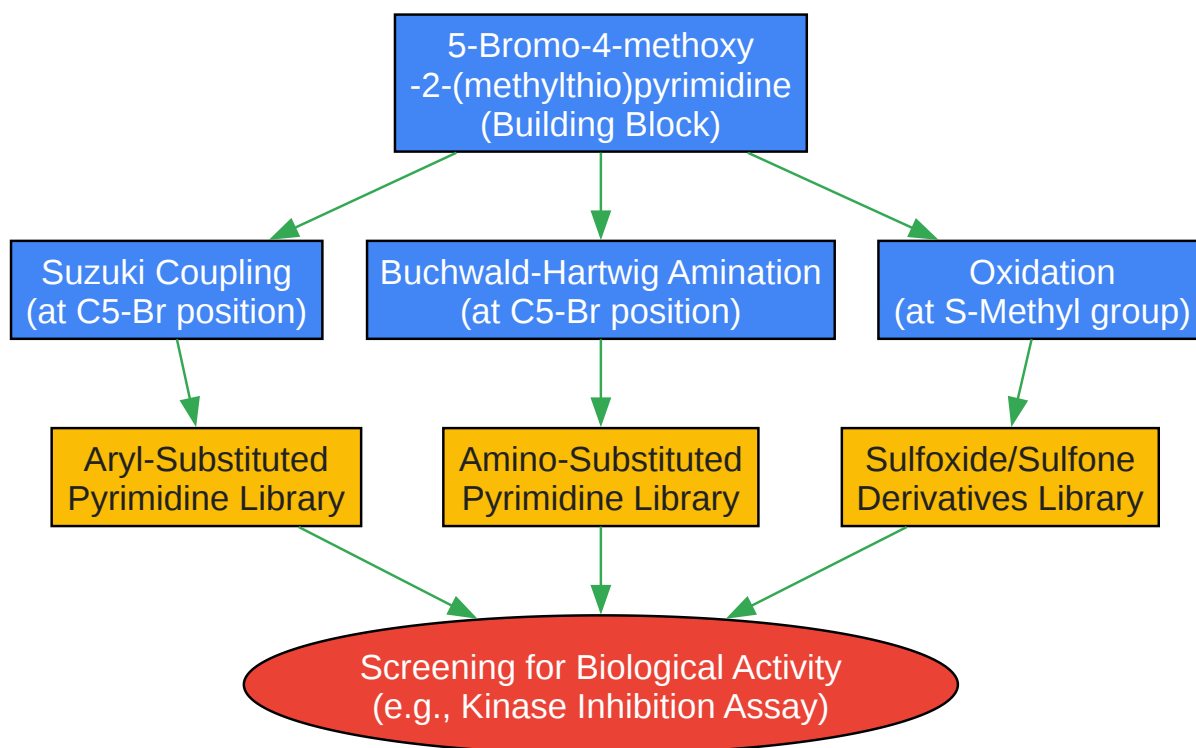 5-Bromo-4-methoxy
-2-(methylthio)pyrimidine
(Building Block)
Suzuki Coupling
(at C5-Br position)
Buchwald-Hartwig Amination
(at C5-Br position)
Oxidation
(at S-Methyl group)
Aryl-Substituted
Pyrimidine Library
Amino-Substituted
Pyrimidine Library
Sulfoxide/Sulfone
Derivatives Library
Screening for Biological Activity
(e.g., Kinase Inhibition Assay)